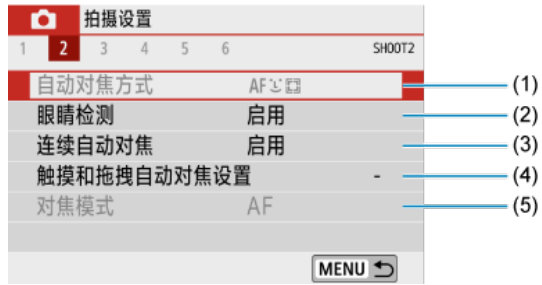 拍摄设置
1 2 3 4 5 6 SHOOT2
自动对焦方式 AF (1)
眼睛检测 启用 (2)
连续自动对焦 启用 (3)
触摸和拖拽自动对焦设置 - (4)
对焦模式 AF (5)
MENU